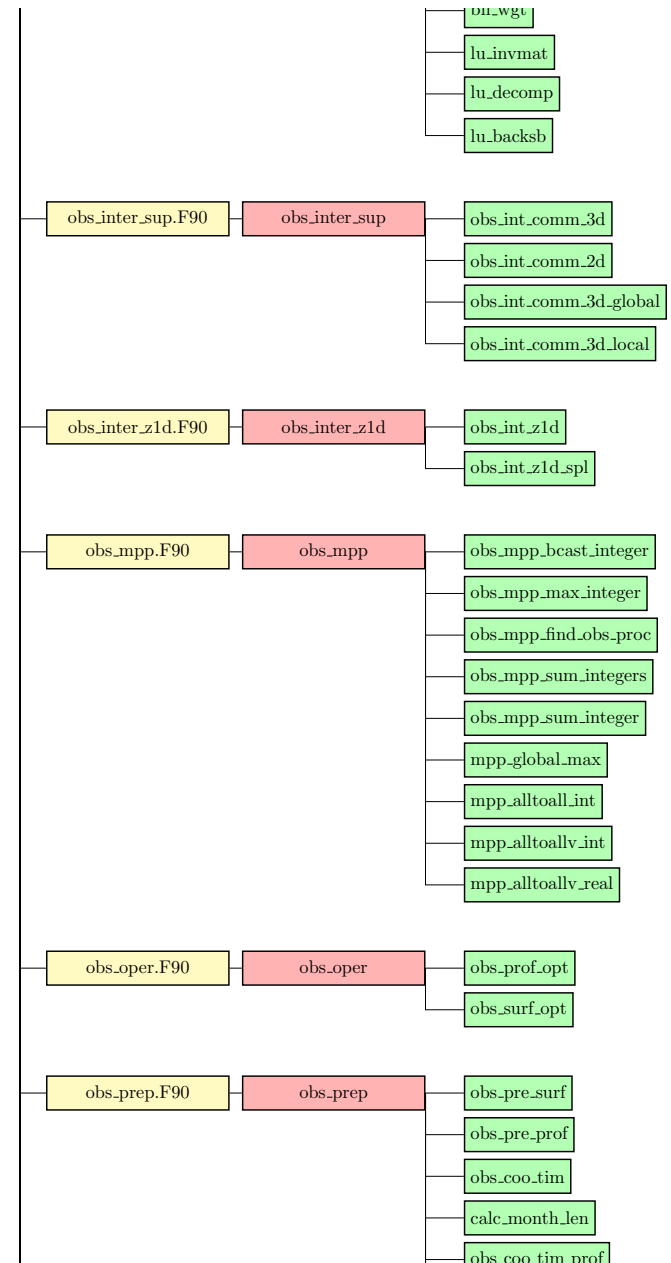 bli_wgt
lu_invmat
lu_decomp
lu_backsb
obs_inter_sup.F90 obs_inter_sup obs_int_comm_3d
obs_int_comm_2d
obs_int_comm_3d_global
obs_int_comm_3d_local
obs_inter_z1d.F90 obs_inter_z1d obs_int_z1d
obs_int_z1d_spl
obs_mpp.F90 obs_mpp obs_mpp_bcast_integer
obs_mpp_max_integer
obs_mpp_find_obs_proc
obs_mpp_sum_integers
obs_mpp_sum_integer
mpp_global_max
mpp_alltoall_int
mpp_alltoallv_int
mpp_alltoallv_real
obs_oper.F90 obs_oper obs_prof_opt
obs_surf_opt
obs_prep.F90 obs_prep obs_pre_surf
obs_pre_prof
obs_coo_tim
calc_month_len
obs_coo_tim_prof